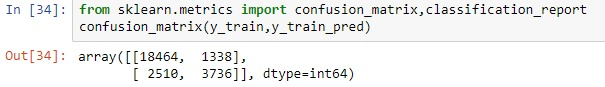 In [34]: from sklearn.metrics import confusion_matrix,classification_report
confusion_matrix(y_train,y_train_pred)
Out[34]: array([[18464,  1338],
[ 2510,  3736]], dtype=int64)